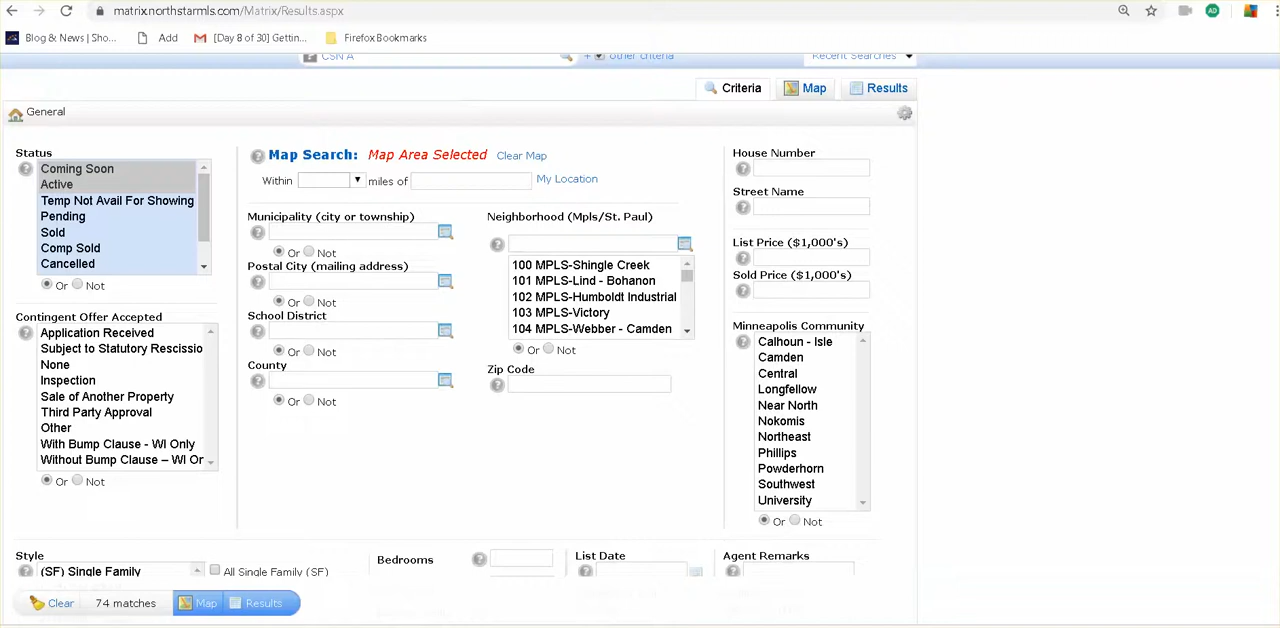 matrix.northstarmls.com/Matrix/Results.aspx
AD
Blog & News | Sho...
Add
[Day 8 of 30] Gettin...
Firefox Bookmarks
CSN A
other criteria
Recent Searches
Criteria
Map
Results
General
Status
Coming Soon
Active
Temp Not Avail For Showing
Pending
Sold
Comp Sold
Cancelled
Or Not
Contingent Offer Accepted
Application Received
Subject to Statutory Rescissio
None
Inspection
Sale of Another Property
Third Party Approval
Other
With Bump Clause - WI Only
Without Bump Clause – WI Or
Or Not
Map Search: Map Area Selected Clear Map
Within miles of My Location
Municipality (city or township)
Or Not
Postal City (mailing address)
Or Not
School District
Or Not
County
Or Not
Neighborhood (Mpls/St. Paul)
100 MPLS-Shingle Creek
101 MPLS-Lind - Bohanon
102 MPLS-Humboldt Industrial
103 MPLS-Victory
104 MPLS-Webber - Camden
Or Not
Zip Code
House Number
Street Name
List Price ($1,000's)
Sold Price ($1,000's)
Minneapolis Community
Calhoun - Isle
Camden
Central
Longfellow
Near North
Nokomis
Northeast
Phillips
Powderhorn
Southwest
University
Or Not
Style
(SF) Single Family
All Single Family (SF)
Bedrooms
List Date
Agent Remarks
Clear
74 matches
Map
Results